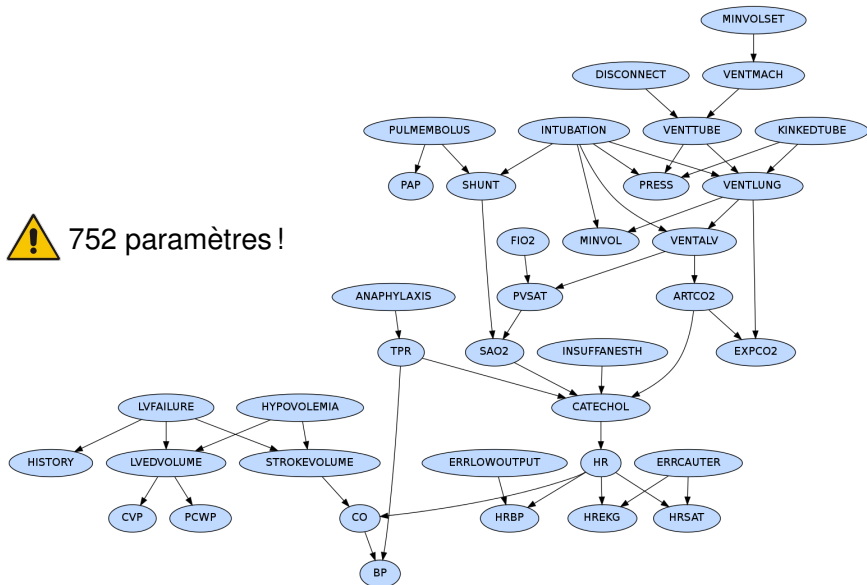 MINVOLSET
DISCONNECT VENTMACH
PULMEMBOLUS INTUBATION VENTTUBE KINKEDTUBE
PAP SHUNT PRESS VENTLUNG
752 paramètres !
FIO2 MINVOL VENTALV
ANAPHYLAXIS PVSAT ARTCO2
TPR SAO2 INSUFFANESTH EXPCO2
LVFAILURE HYPOVOLEMIA CATECHOL
HISTORY LVEDVOLUME STROKEVOLUME ERRLOWOUTPUT HR ERRCAUTER
CVP PCWP CO HRBP HREKG HRSAT
BP